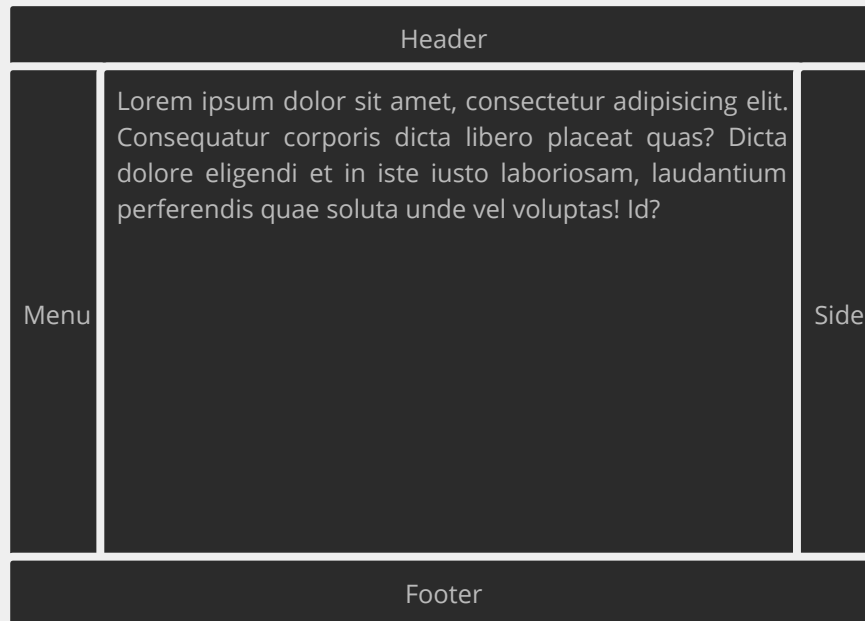 Header
Menu
Lorem ipsum dolor sit amet, consectetur adipisicing elit.
Consequatur corporis dicta libero placeat quas? Dicta
dolore eligendi et in iste iusto laboriosam, laudantium
perferendis quae soluta unde vel voluptas! Id?
Side
Footer